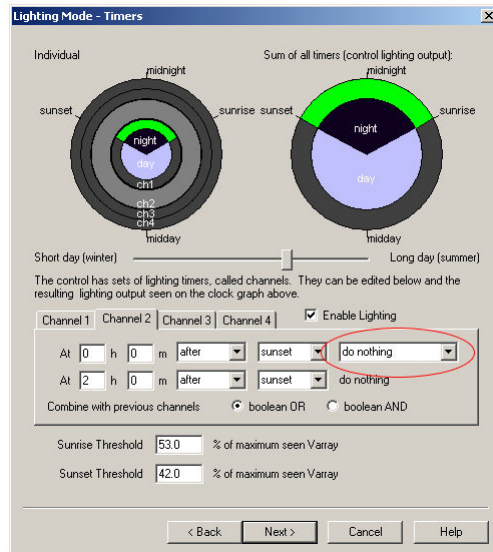 Lighting Mode - Timers
Individual
Sum of all timers (control lighting output):
midnight
sunset
sunrise
night
day
ch1
ch2
ch3
ch4
midday
midnight
sunset
sunrise
night
day
midday
Short day (winter)
Long day (summer)
The control has sets of lighting timers, called channels. They can be edited below and the
resulting lighting output seen on the clock graph above.
Channel 1 Channel 2 Channel 3 Channel 4 Enable Lighting
At 0 h 0 m after sunset do nothing
At 2 h 0 m after sunset do nothing
Combine with previous channels boolean OR boolean AND
Sunrise Threshold 53.0 % of maximum seen Varray
Sunset Threshold 42.0 % of maximum seen Varray
< Back Next > Cancel Help